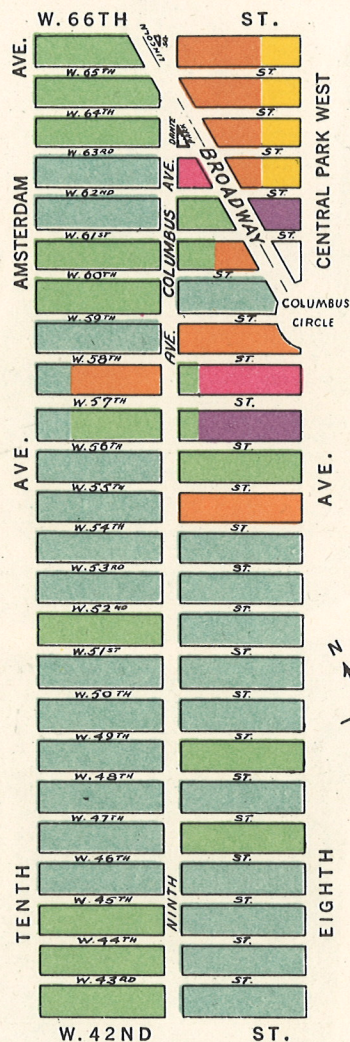 W. 66TH ST.
LINCOLN
SQ.
AVE.
W. 65TH ST.
W. 64TH ST.
DANTE
W. 63RD ST.
AVE.
BROADWAY
CENTRAL PARK WEST
W. 62ND ST.
AMSTERDAM
COLUMBUS
W. 61ST ST.
W. 60TH ST.
COLUMBUS
CIRCLE
W. 59TH ST.
AVE.
W. 58TH ST.
W. 57TH ST.
AVE.
AVE.
W. 56TH ST.
W. 55TH ST.
W. 54TH ST.
W. 53RD ST.
W. 52ND ST.
W. 51ST ST.
N
W. 50TH ST.
W. 49TH ST.
W. 48TH ST.
W. 47TH ST.
W. 46TH ST.
TENTH
NINTH
EIGHTH
W. 45TH ST.
W. 44TH ST.
W. 43RD ST.
W. 42ND ST.